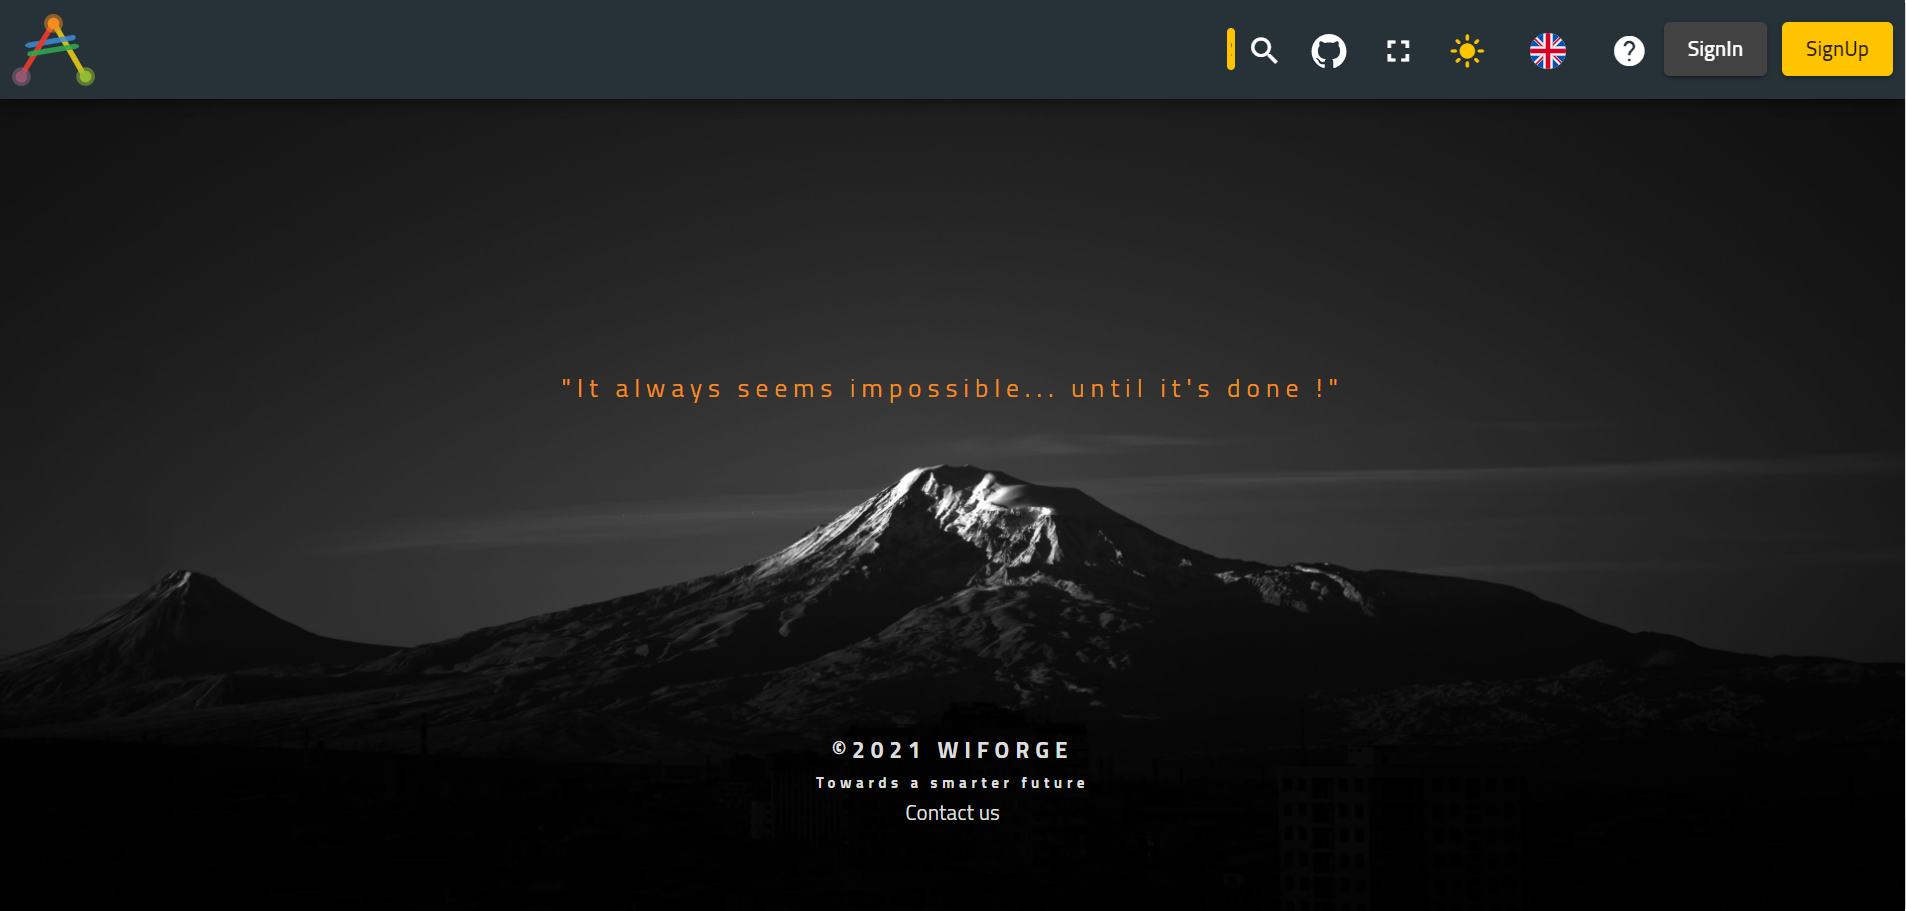 SignIn
SignUp
"It always seems impossible... until it's done !"
©2021 WIFORGE
Towards a smarter future
Contact us